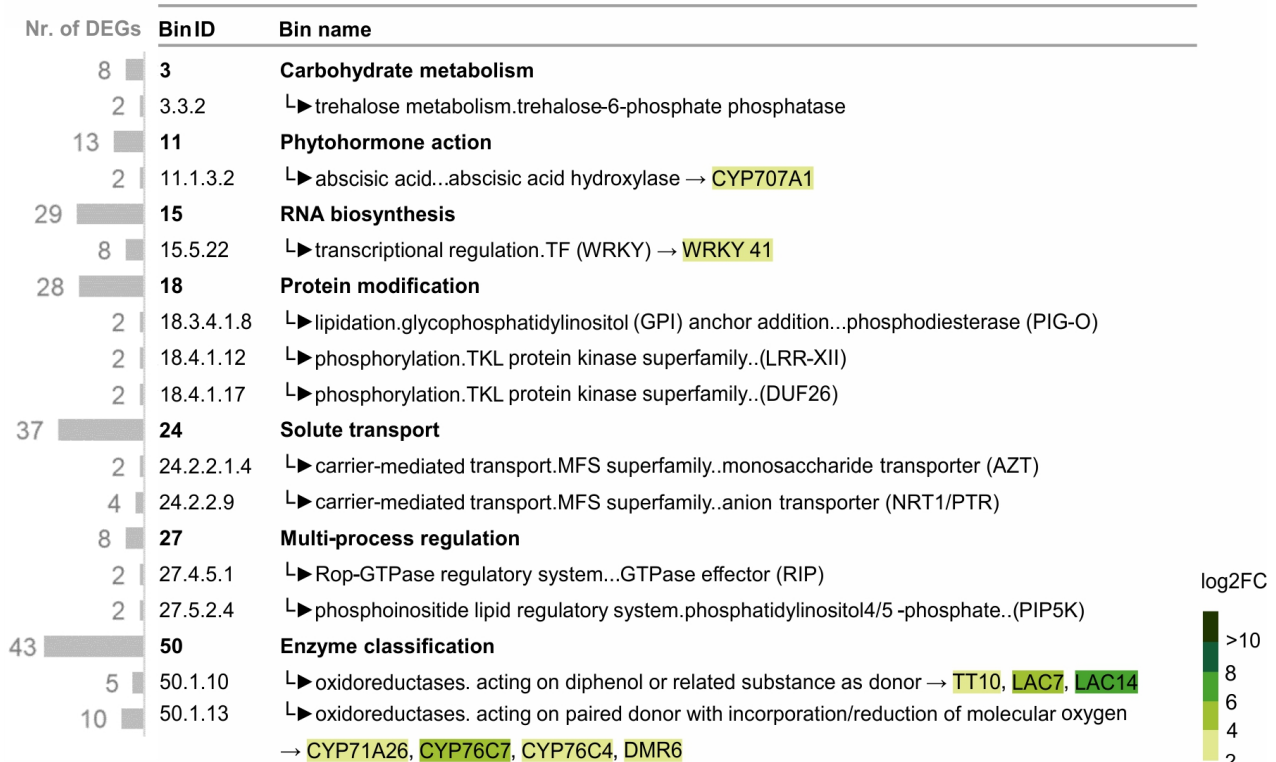 Nr. of DEGs Bin ID Bin name
8 3 Carbohydrate metabolism
2 3.3.2 └►trehalose metabolism.trehalose-6-phosphate phosphatase
13 11 Phytohormone action
2 11.1.3.2 └►abscisic acid...abscisic acid hydroxylase → CYP707A1
29 15 RNA biosynthesis
8 15.5.22 └►transcriptional regulation.TF (WRKY) → WRKY 41
28 18 Protein modification
2 18.3.4.1.8 └►lipidation.glycophosphatidylinositol (GPI) anchor addition...phosphodiesterase (PIG-O)
2 18.4.1.12 └►phosphorylation.TKL protein kinase superfamily..(LRR-XII)
2 18.4.1.17 └►phosphorylation.TKL protein kinase superfamily..(DUF26)
37 24 Solute transport
2 24.2.2.1.4 └►carrier-mediated transport.MFS superfamily..monosaccharide transporter (AZT)
4 24.2.2.9 └►carrier-mediated transport.MFS superfamily..anion transporter (NRT1/PTR)
8 27 Multi-process regulation
2 27.4.5.1 └►Rop-GTPase regulatory system...GTPase effector (RIP)
2 27.5.2.4 └►phosphoinositide lipid regulatory system.phosphatidylinositol4/5 -phosphate..(PIP5K)
43 50 Enzyme classification
5 50.1.10 └►oxidoreductases. acting on diphenol or related substance as donor → TT10, LAC7, LAC14
10 50.1.13 └►oxidoreductases. acting on paired donor with incorporation/reduction of molecular oxygen
→ CYP71A26, CYP76C7, CYP76C4, DMR6
log2FC
>10
8
6
4
2